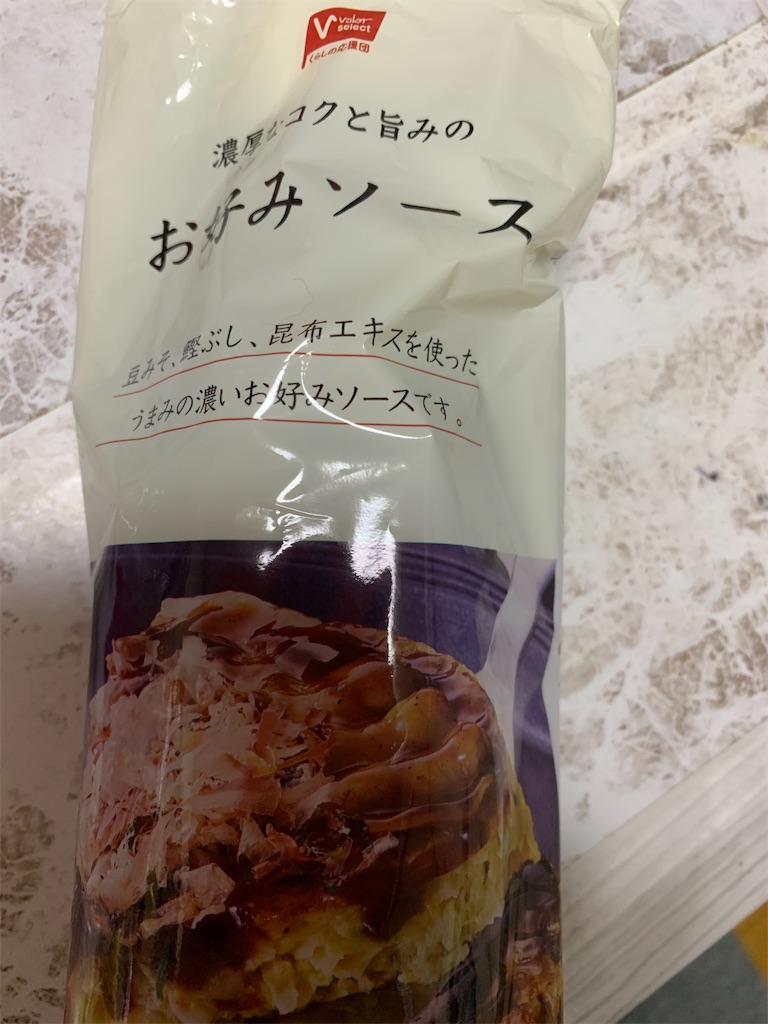 Valor
select
くらしの応援団
濃厚なコクと旨みの
お好みソース
豆みそ、鰹ぶし、昆布エキスを使った
うまみの濃いお好みソースです。